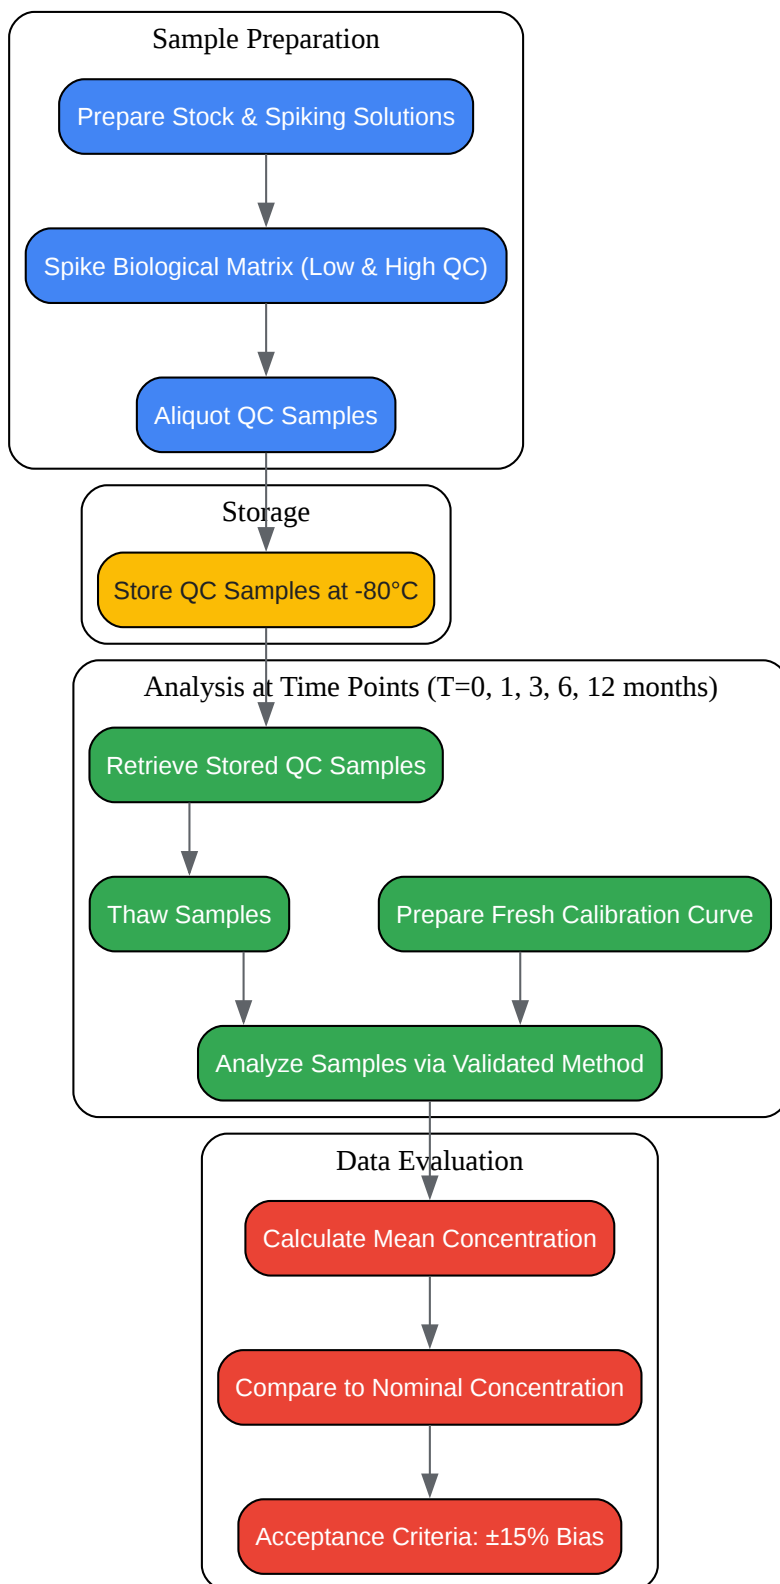 Sample Preparation
Prepare Stock & Spiking Solutions
Spike Biological Matrix (Low & High QC)
Aliquot QC Samples
Storage
Store QC Samples at -80°C
Analysis at Time Points (T=0, 1, 3, 6, 12 months)
Retrieve Stored QC Samples
Thaw Samples
Prepare Fresh Calibration Curve
Analyze Samples via Validated Method
Data Evaluation
Calculate Mean Concentration
Compare to Nominal Concentration
Acceptance Criteria: ±15% Bias